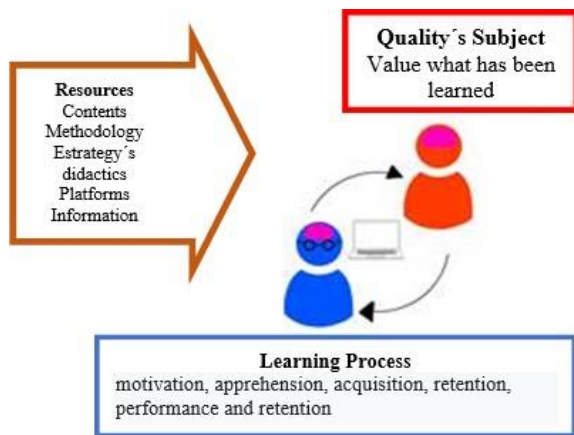 Resources
Contents
Methodology
Estrategy´s
didactics
Platforms
Information
Quality´s Subject
Value what has been
learned
Learning Process
motivation, apprehension, acquisition, retention,
performance and retention